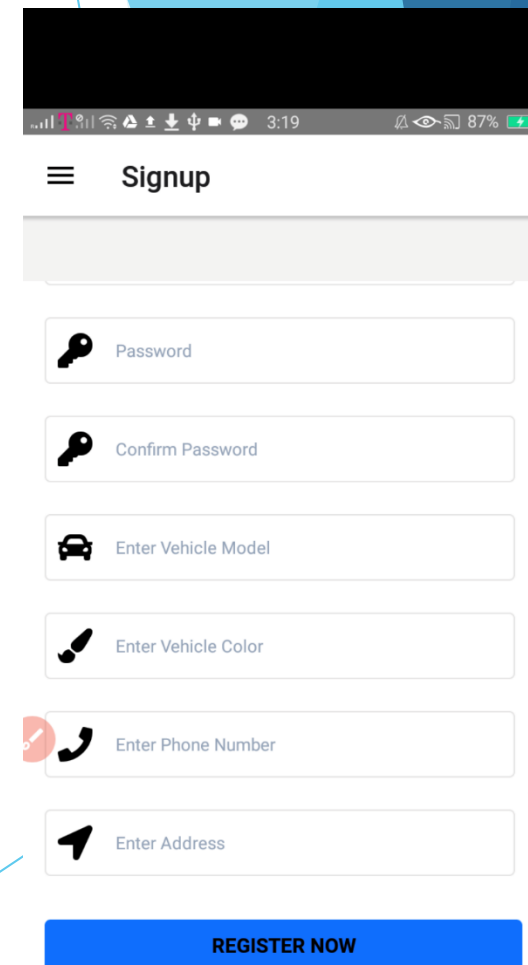 3:19 87%
Signup
Password
Confirm Password
Enter Vehicle Model
Enter Vehicle Color
Enter Phone Number
Enter Address
REGISTER NOW